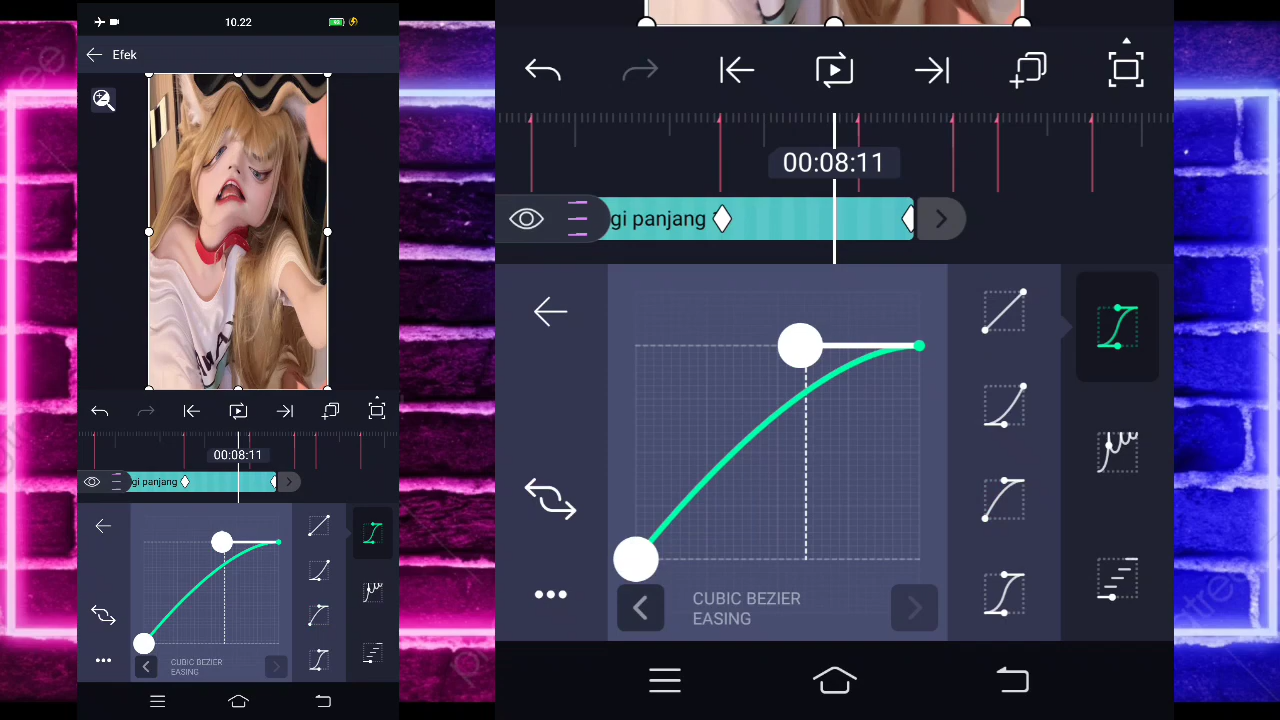 10.22
Efek
00:08:11
gi panjang
CUBIC BEZIER
EASING
00:08:11
gi panjang
CUBIC BEZIER
EASING